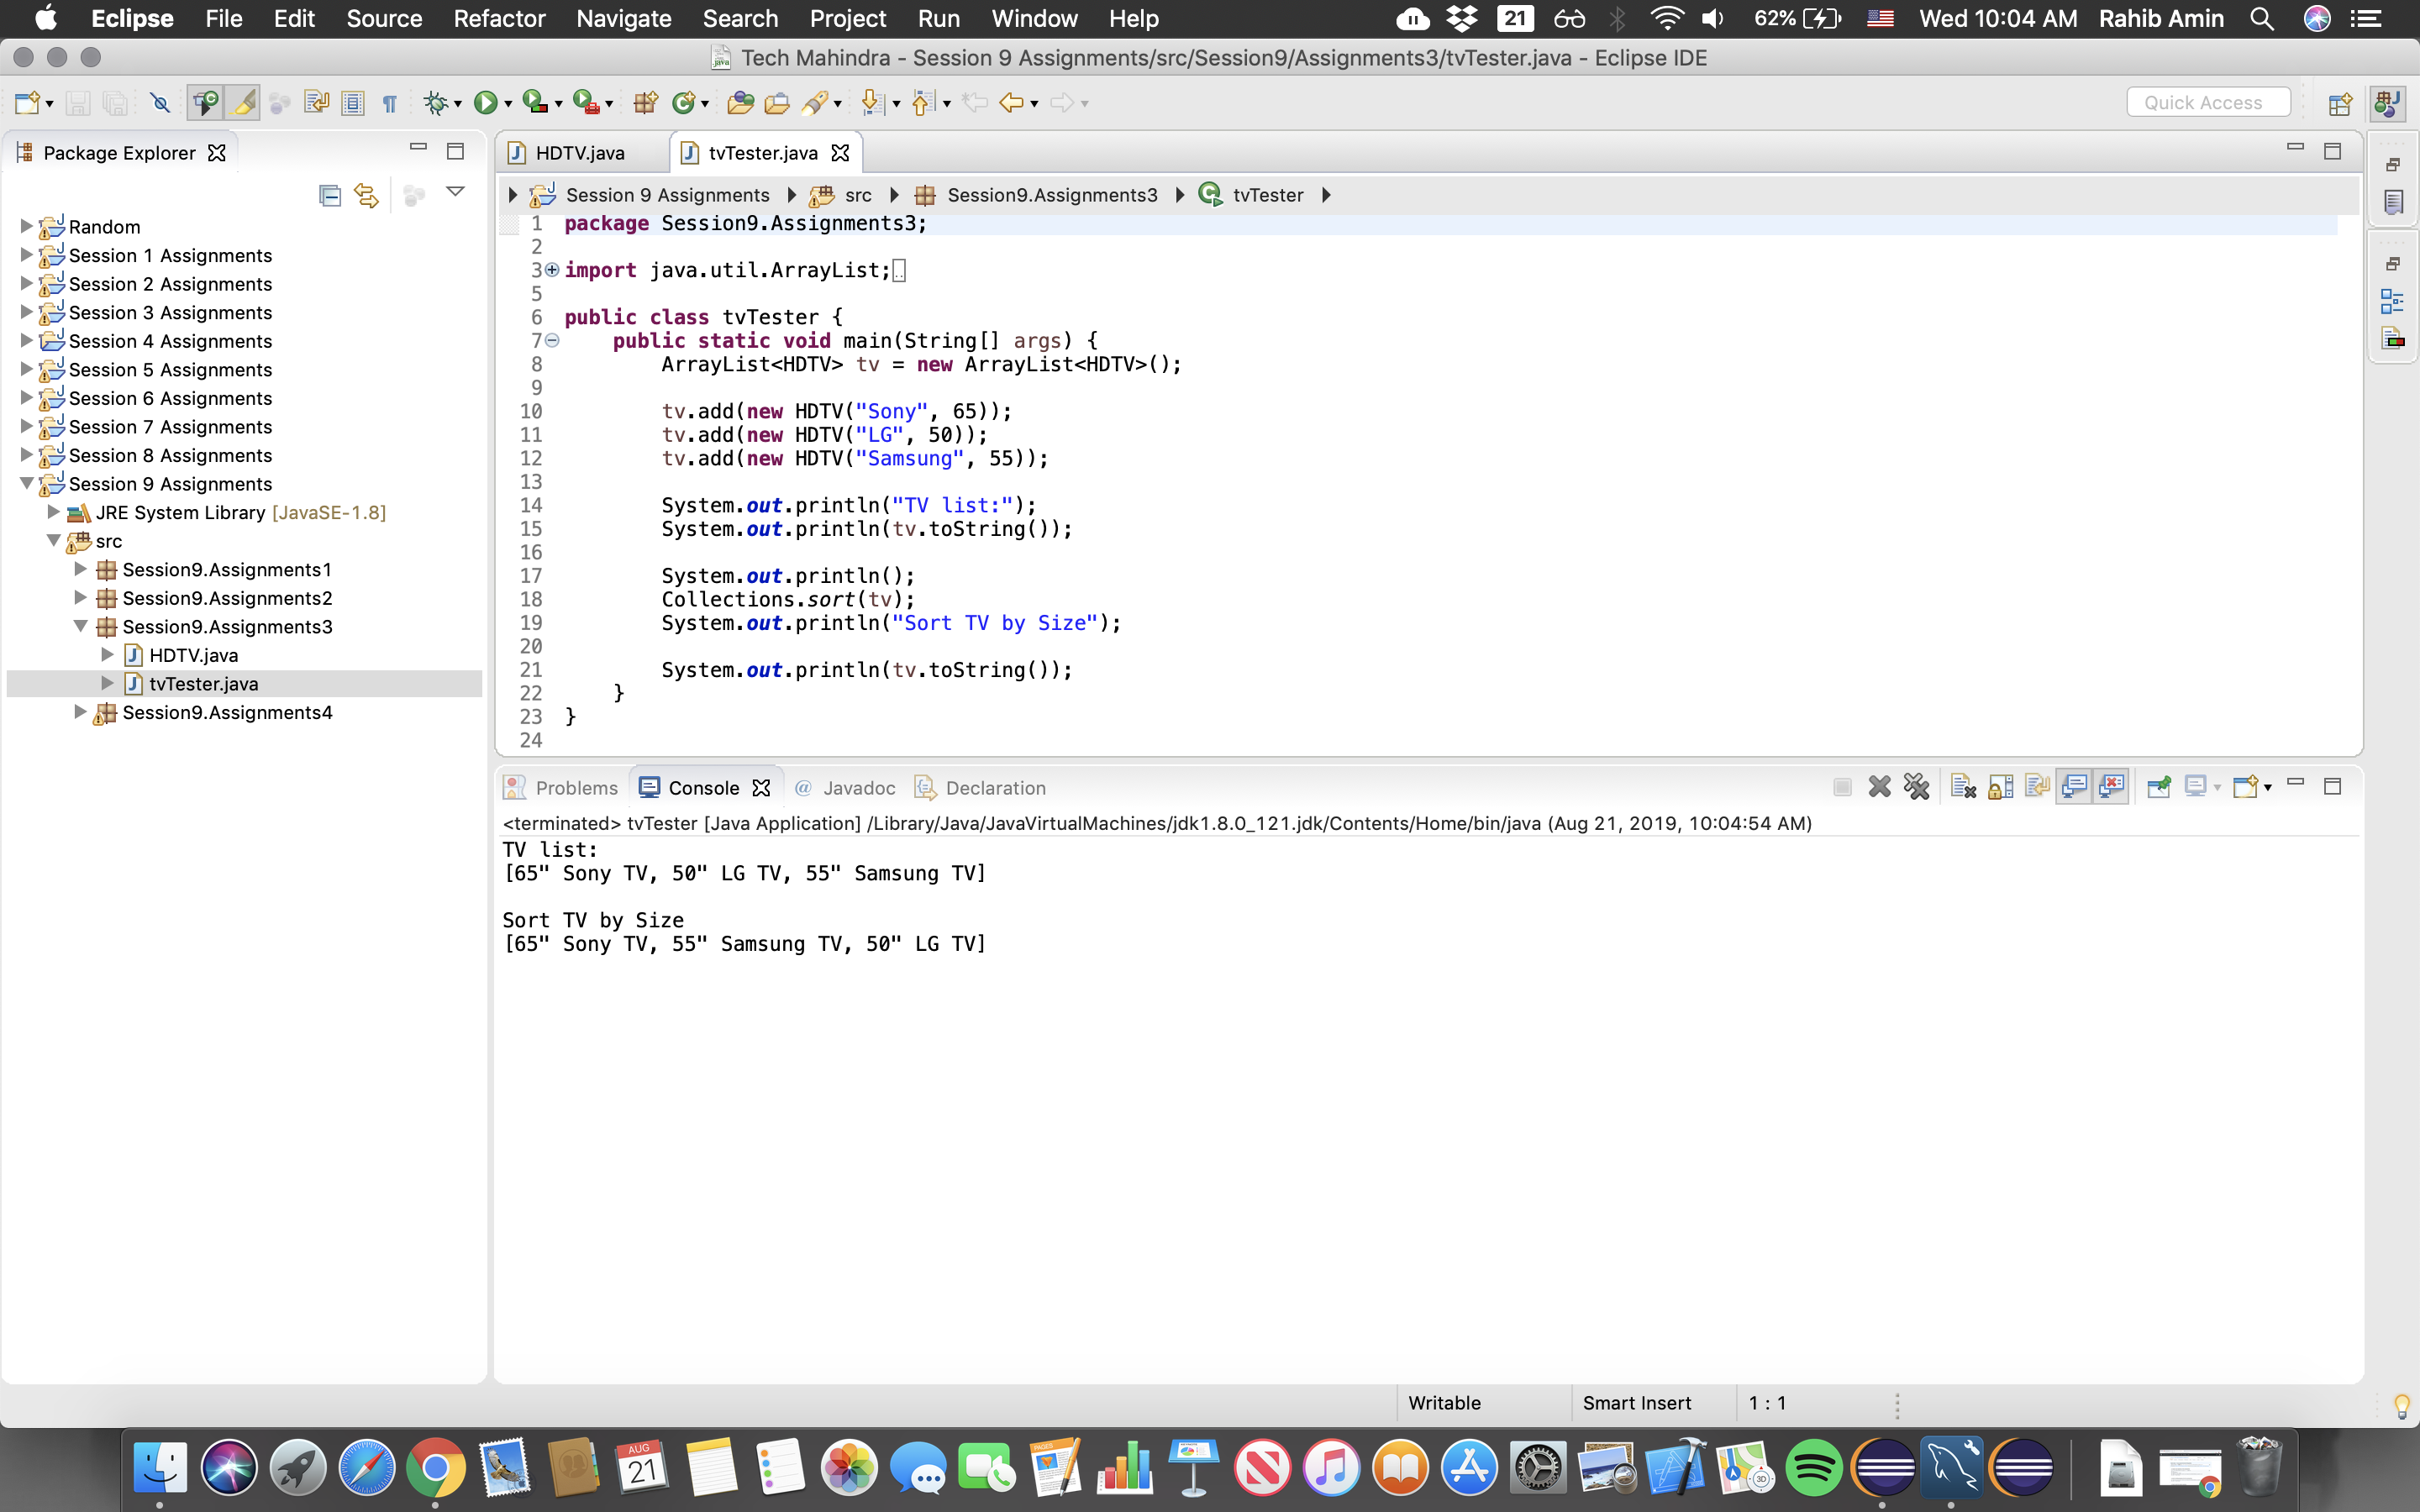 Eclipse File Edit Source Refactor Navigate Search Project Run Window Help 21 62% Wed 10:04 AM Rahib Amin
Tech Mahindra - Session 9 Assignments/src/Session9/Assignments3/tvTester.java - Eclipse IDE
Quick Access
Package Explorer
Random
Session 1 Assignments
Session 2 Assignments
Session 3 Assignments
Session 4 Assignments
Session 5 Assignments
Session 6 Assignments
Session 7 Assignments
Session 8 Assignments
Session 9 Assignments
JRE System Library [JavaSE-1.8]
src
Session9.Assignments1
Session9.Assignments2
Session9.Assignments3
HDTV.java
tvTester.java
Session9.Assignments4
HDTV.java tvTester.java
Session 9 Assignments src Session9.Assignments3 tvTester
1 package Session9.Assignments3;
2
3 import java.util.ArrayList;
5
6 public class tvTester {
7 public static void main(String[] args) {
8 ArrayList<HDTV> tv = new ArrayList<HDTV>();
9
10 tv.add(new HDTV("Sony", 65));
11 tv.add(new HDTV("LG", 50));
12 tv.add(new HDTV("Samsung", 55));
13
14 System.out.println("TV list:");
15 System.out.println(tv.toString());
16
17 System.out.println();
18 Collections.sort(tv);
19 System.out.println("Sort TV by Size");
20
21 System.out.println(tv.toString());
22 }
23 }
24
Problems Console @ Javadoc Declaration
<terminated> tvTester [Java Application] /Library/Java/JavaVirtualMachines/jdk1.8.0_121.jdk/Contents/Home/bin/java (Aug 21, 2019, 10:04:54 AM)
TV list:
[65" Sony TV, 50" LG TV, 55" Samsung TV]

Sort TV by Size
[65" Sony TV, 55" Samsung TV, 50" LG TV]
Writable Smart Insert 1 : 1
AUG
21
PAGES
3D